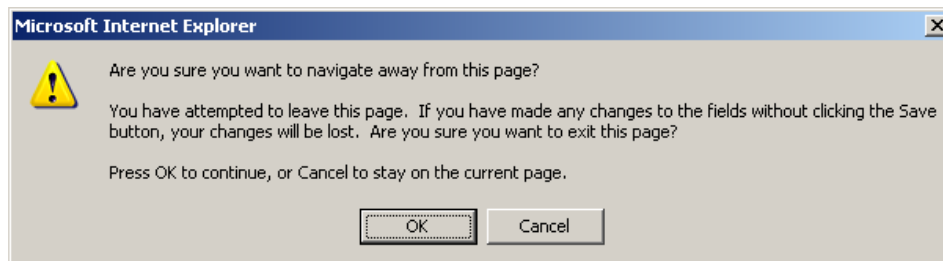 Microsoft Internet Explorer
Are you sure you want to navigate away from this page?
You have attempted to leave this page.  If you have made any changes to the fields without clicking the Save
button, your changes will be lost.  Are you sure you want to exit this page?
Press OK to continue, or Cancel to stay on the current page.
OK
Cancel